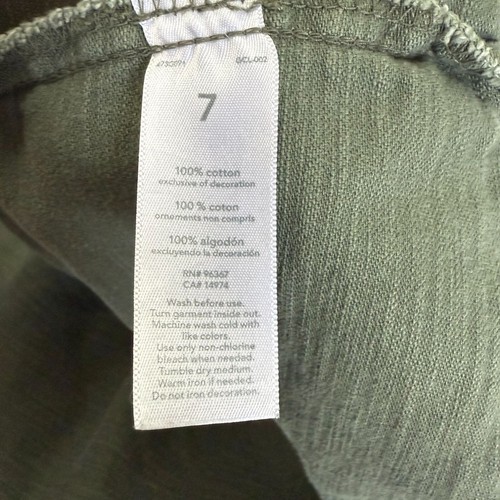 GCL-002
7
100% cotton
exclusive of decoration
100 % coton
ornements non compris
100% algodón
excluyendo la decoración
RN# 96367
CA# 14974
Wash before use.
Turn garment inside out.
Machine wash cold with
like colors.
Use only non-chlorine
bleach when needed.
Tumble dry medium.
Warm iron if needed.
Do not iron decoration.